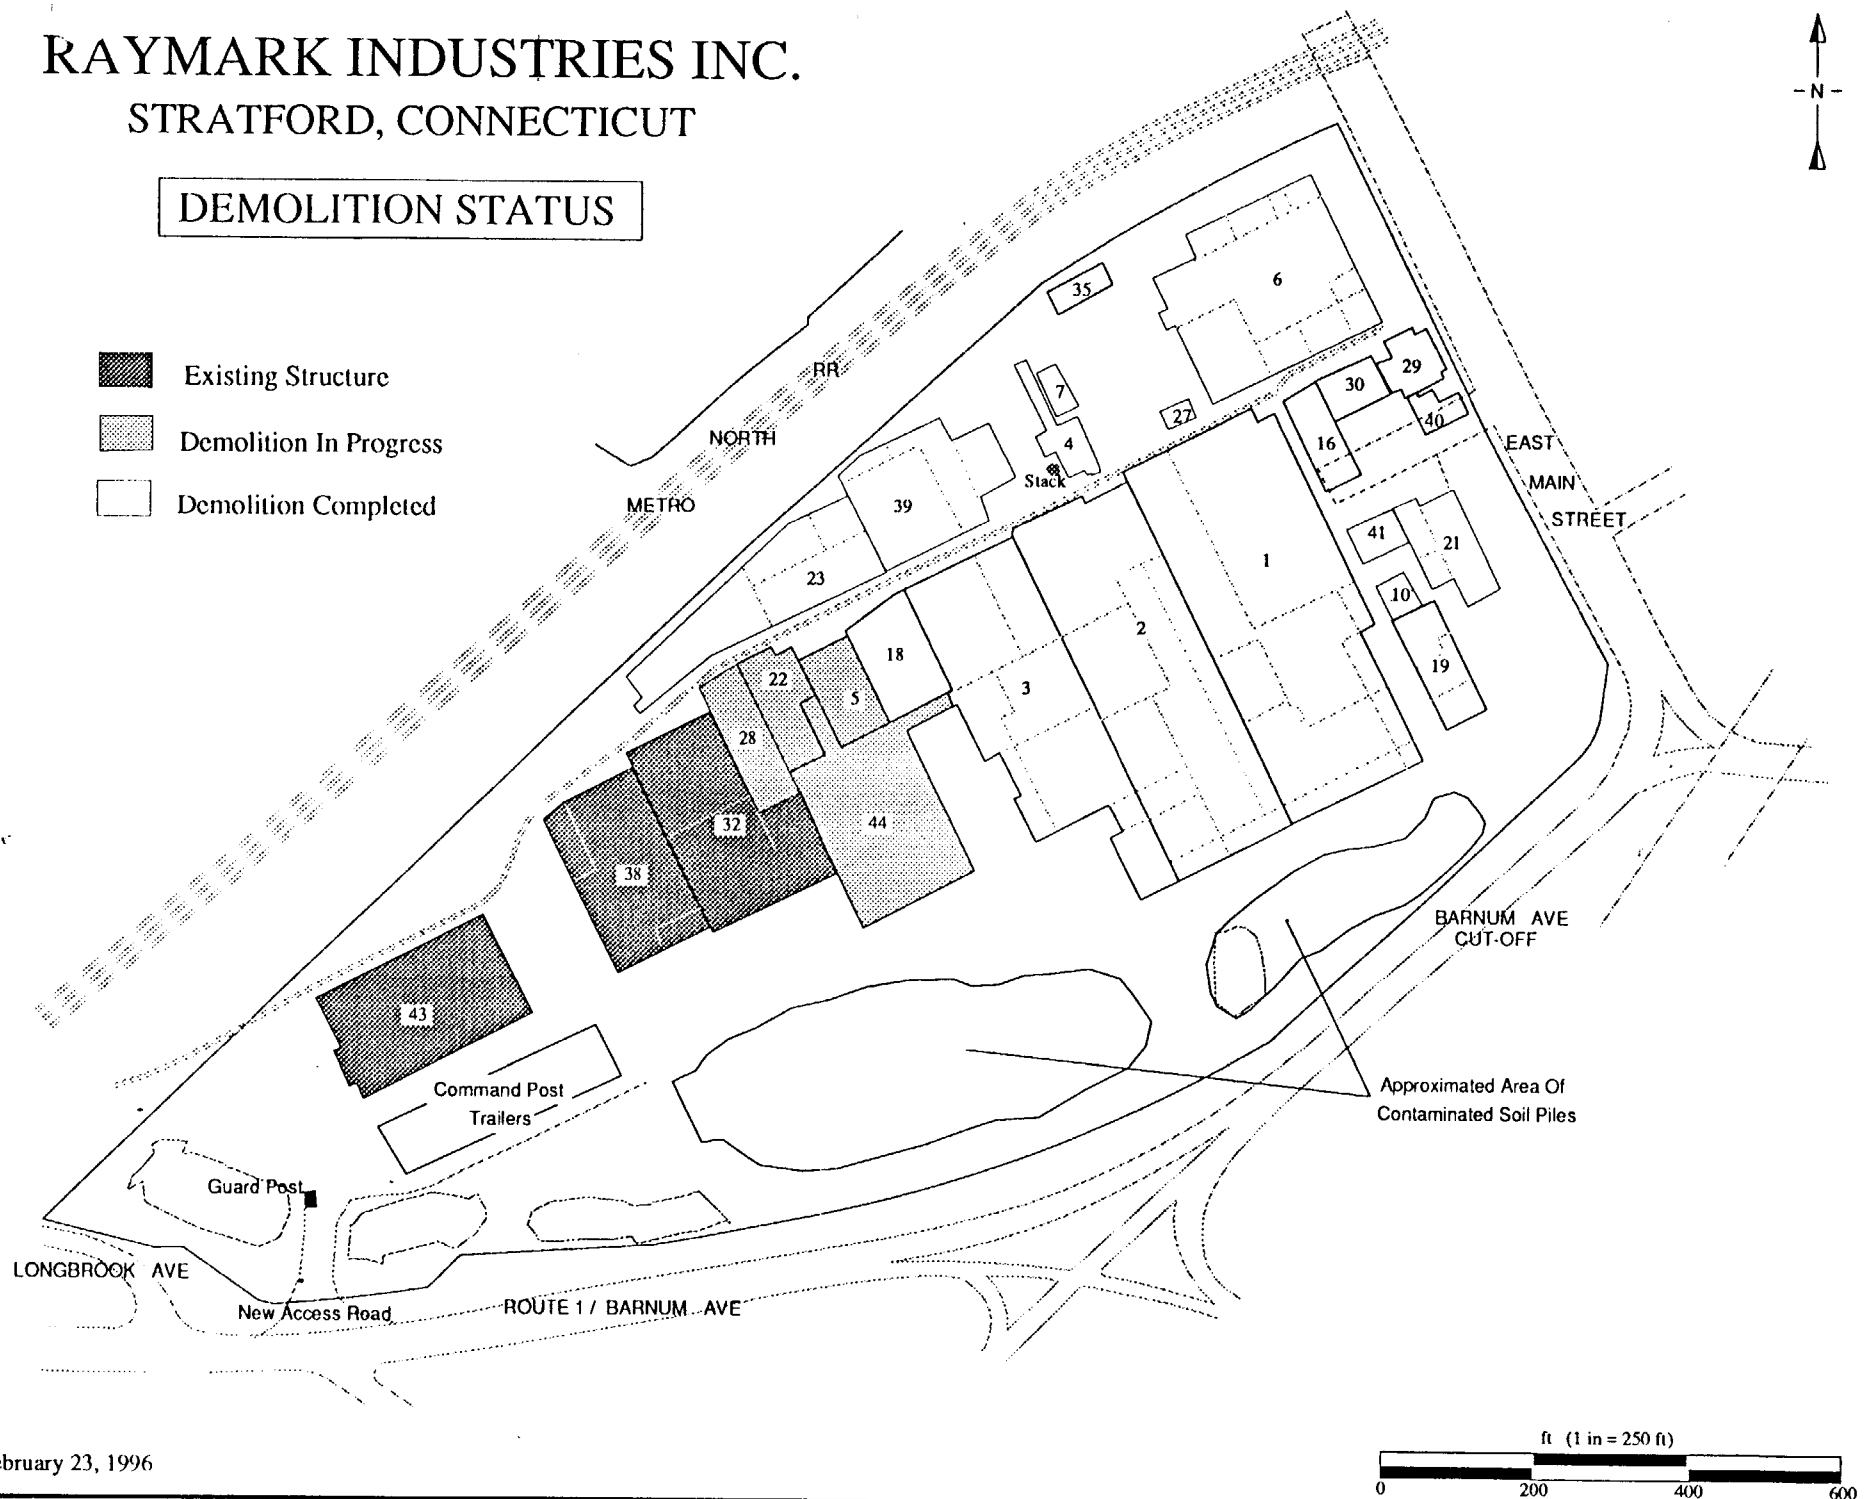 RAYMARK INDUSTRIES INC.
STRATFORD, CONNECTICUT
DEMOLITION STATUS
- N -
Existing Structure
Demolition In Progress
Demolition Completed
METRO
NORTH
RR
35
6
7
27
4
Stack
29
30
40
16
39
23
41
21
1
10
19
2
3
18
5
22
28
44
32
38
43
EAST
MAIN
STREET
BARNUM AVE
CUT-OFF
Command Post
Trailers
Approximated Area Of
Contaminated Soil Piles
Guard Post
LONGBROOK AVE
New Access Road
ROUTE 1 / BARNUM AVE
bruary 23, 1996
ft (1 in = 250 ft)
0 200 400 600